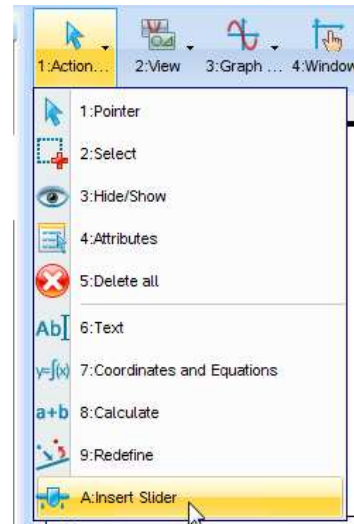 1:Action... 2:View 3:Graph ... 4:Window
1:Pointer
2:Select
3:Hide/Show
4:Attributes
5:Delete all
Ab 6:Text
y=∫(x) 7:Coordinates and Equations
a+b 8:Calculate
9:Redefine
A:Insert Slider